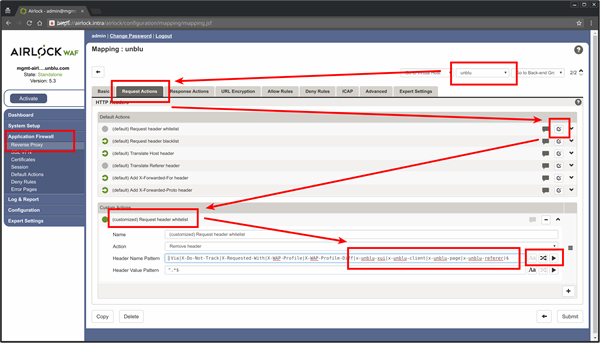 Airlock - admin@mgmt
https://airlock.intra/airlock/configuration/mapping/mapping.jsf
AIRLOCK WAF
mgmt-airl... .unblu.com
State: Standalone
Version: 5.3
Activate
Dashboard
System Setup
Application Firewall
Reverse Proxy
Certificates
Session
Default Actions
Deny Rules
Error Pages
Log & Report
Configuration
Expert Settings
admin | Change Password | Logout
Mapping : unblu
unblu
Go to Back-end Gro
2/2
Basic
Request Actions
Response Actions
URL Encryption
Allow Rules
Deny Rules
ICAP
Advanced
Expert Settings
HTTP Headers
Default Actions
(default) Request header whitelist
(default) Request header blacklist
(default) Translate Host header
(default) Translate Referer header
(default) Add X-Forwarded-For header
(default) Add X-Forwarded-Proto header
Custom Actions
(customized) Request header whitelist
Name
(customized) Request header whitelist
Action
Remove header
Header Name Pattern
|Via|X-Do-Not-Track|X-Requested-With|X-WAP-Profile|X-WAP-Profile-Diff|x-unblu-xui|x-unblu-client|x-unblu-page|x-unblu-referer)$
Header Value Pattern
^.*$
Aa
Copy
Delete
Submit